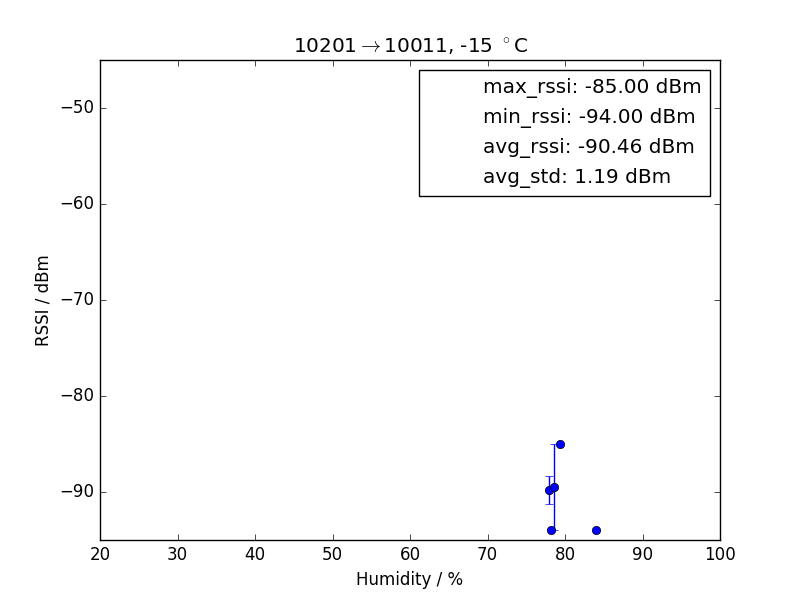 10201→10011, -15 °C
max_rssi: -85.00 dBm
min_rssi: -94.00 dBm
avg_rssi: -90.46 dBm
avg_std: 1.19 dBm
RSSI / dBm
−50
−60
−70
−80
−90
20 30 40 50 60 70 80 90 100
Humidity / %